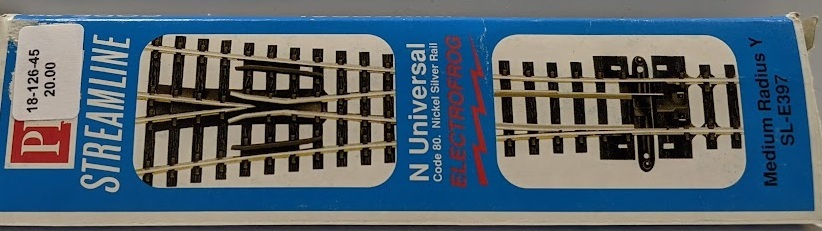 18-126-45
20.00
P
STREAMLINE
N Universal
Code 80. Nickel Silver Rail
ELECTROFROG
Medium Radius Y
SL-E397